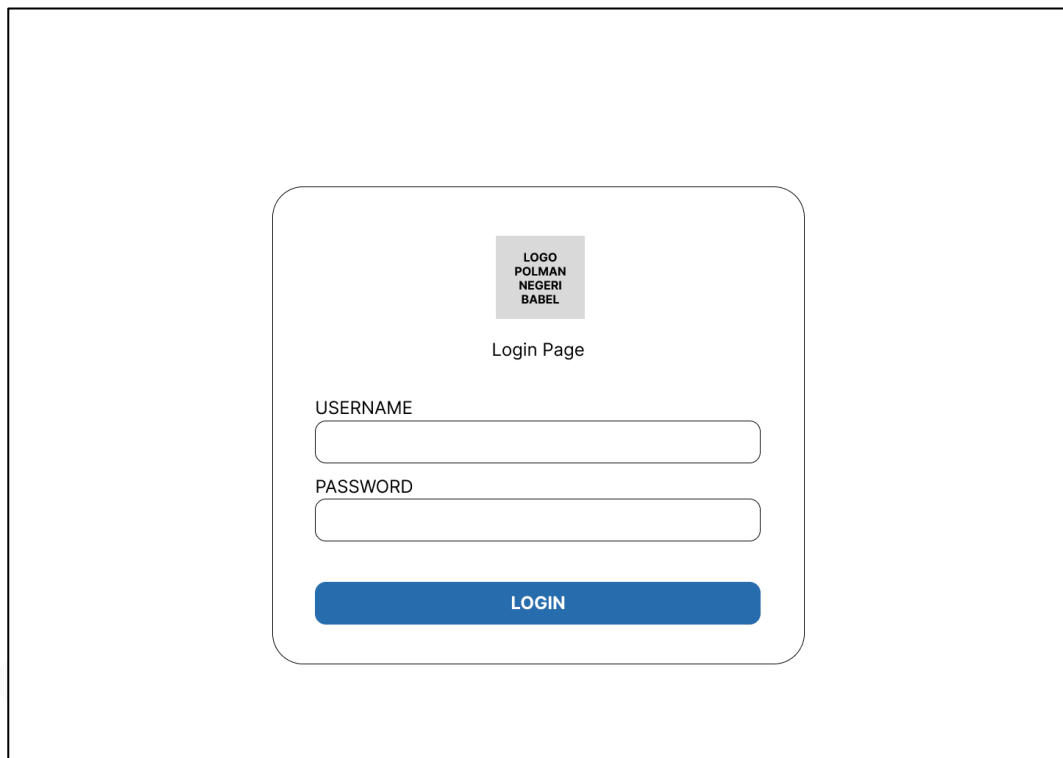 LOGO
POLMAN
NEGERI
BABEL
Login Page
USERNAME
PASSWORD
LOGIN